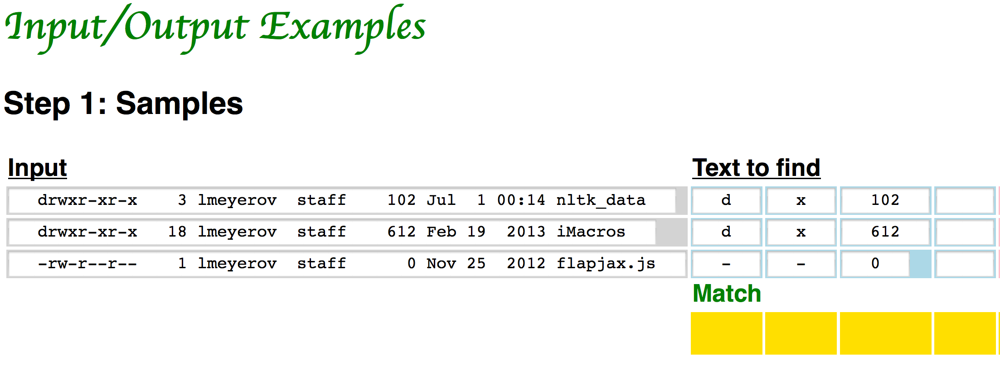 Input/Output Examples
Step 1: Samples
Input Text to find
drwxr-xr-x    3 lmeyerov  staff    102 Jul  1 00:14 nltk_data d x 102
drwxr-xr-x   18 lmeyerov  staff    612 Feb 19  2013 iMacros d x 612
-rw-r--r--    1 lmeyerov  staff      0 Nov 25  2012 flapjax.js - - 0
Match